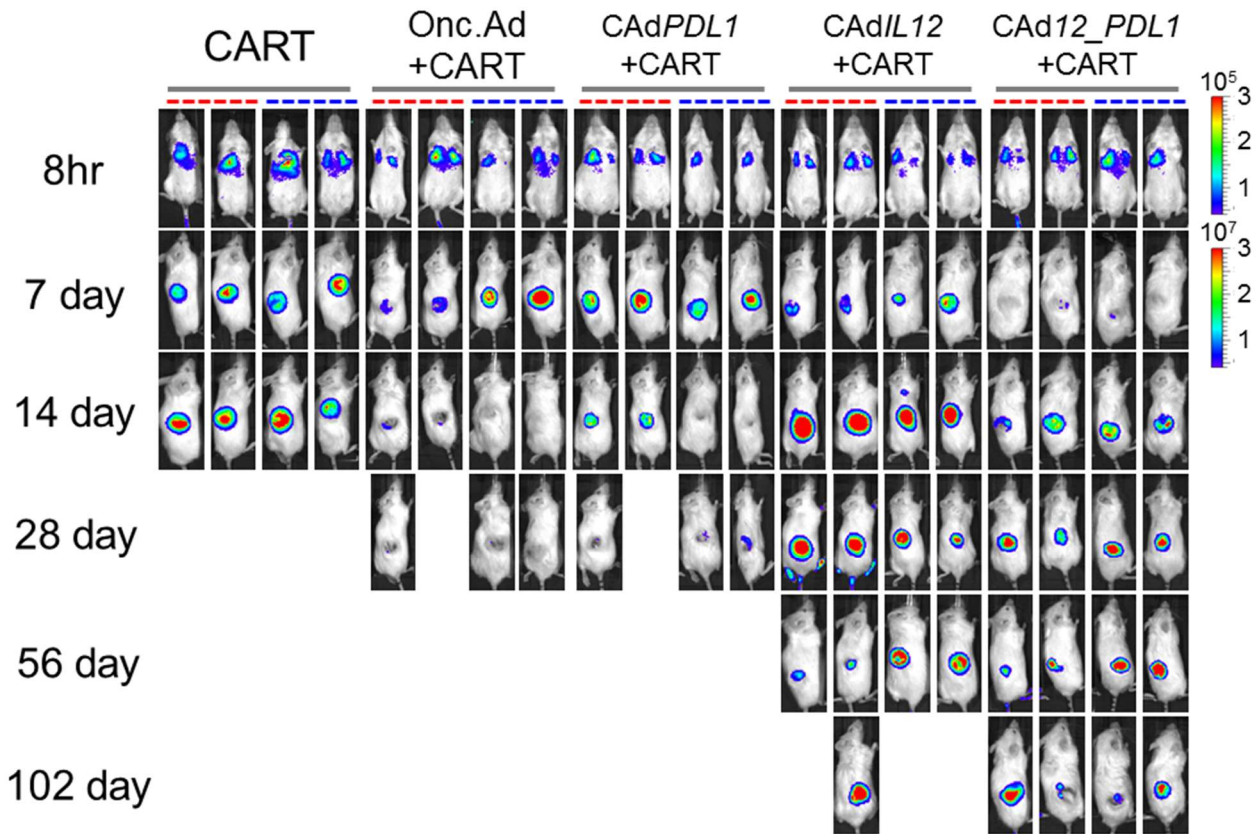 CART
Onc.Ad
+CART
CAdPDL1
+CART
CAdIL12
+CART
CAd12_PDL1
+CART
10⁵
3
2
1
8hr
10⁷
3
2
1
7 day
14 day
28 day
56 day
102 day